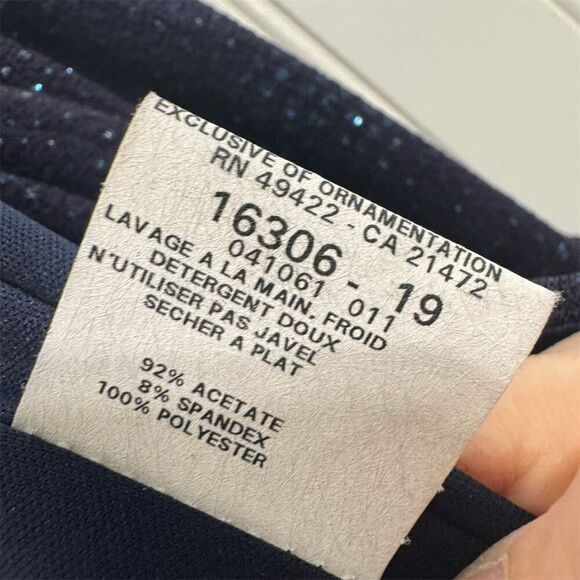 EXCLUSIVE OF ORNAMENTATION
RN 49422 - CA 21472
16306 - 19
041061 011
LAVAGE A LA MAIN, FROID
DETERGENT DOUX
N'UTILISER PAS JAVEL
SECHER A PLAT
92% ACETATE
8% SPANDEX
100% POLYESTER